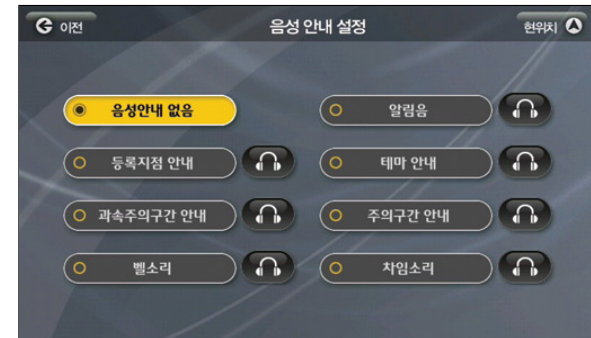 이전
음성 안내 설정
현위치
음성안내 없음
알림음
등록지점 안내
테마 안내
과속주의구간 안내
주의구간 안내
벨소리
차임소리